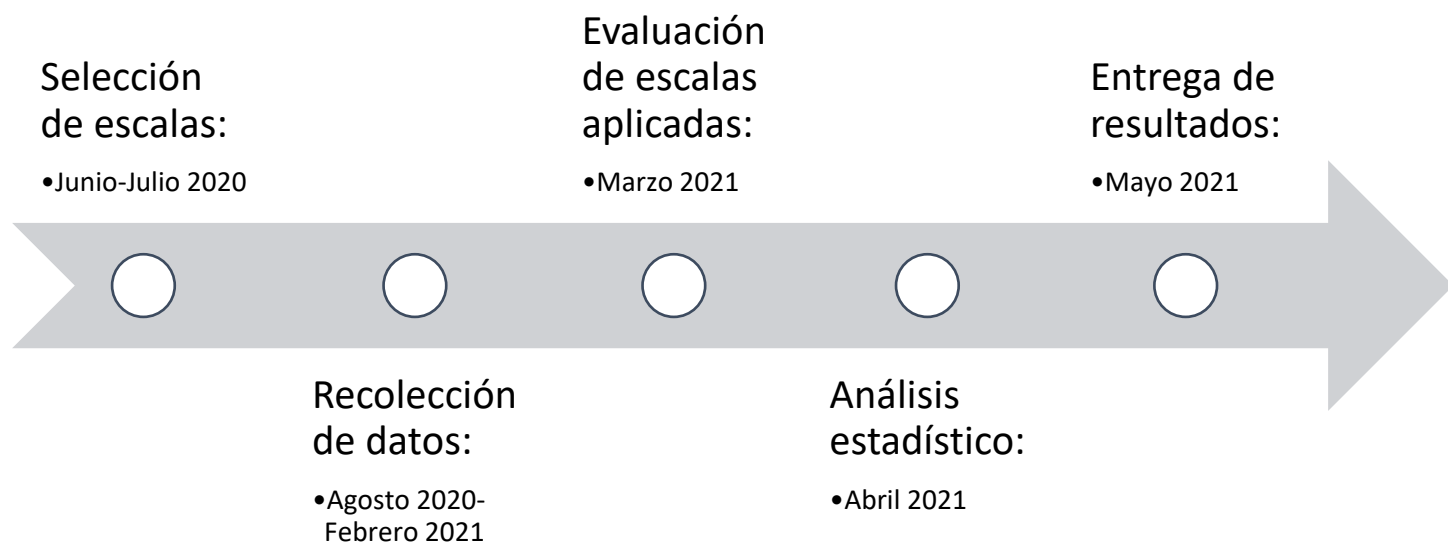 Selección
de escalas:
•Junio-Julio 2020
Recolección
de datos:
•Agosto 2020-
Febrero 2021
Evaluación
de escalas
aplicadas:
•Marzo 2021
Análisis
estadístico:
•Abril 2021
Entrega de
resultados:
•Mayo 2021